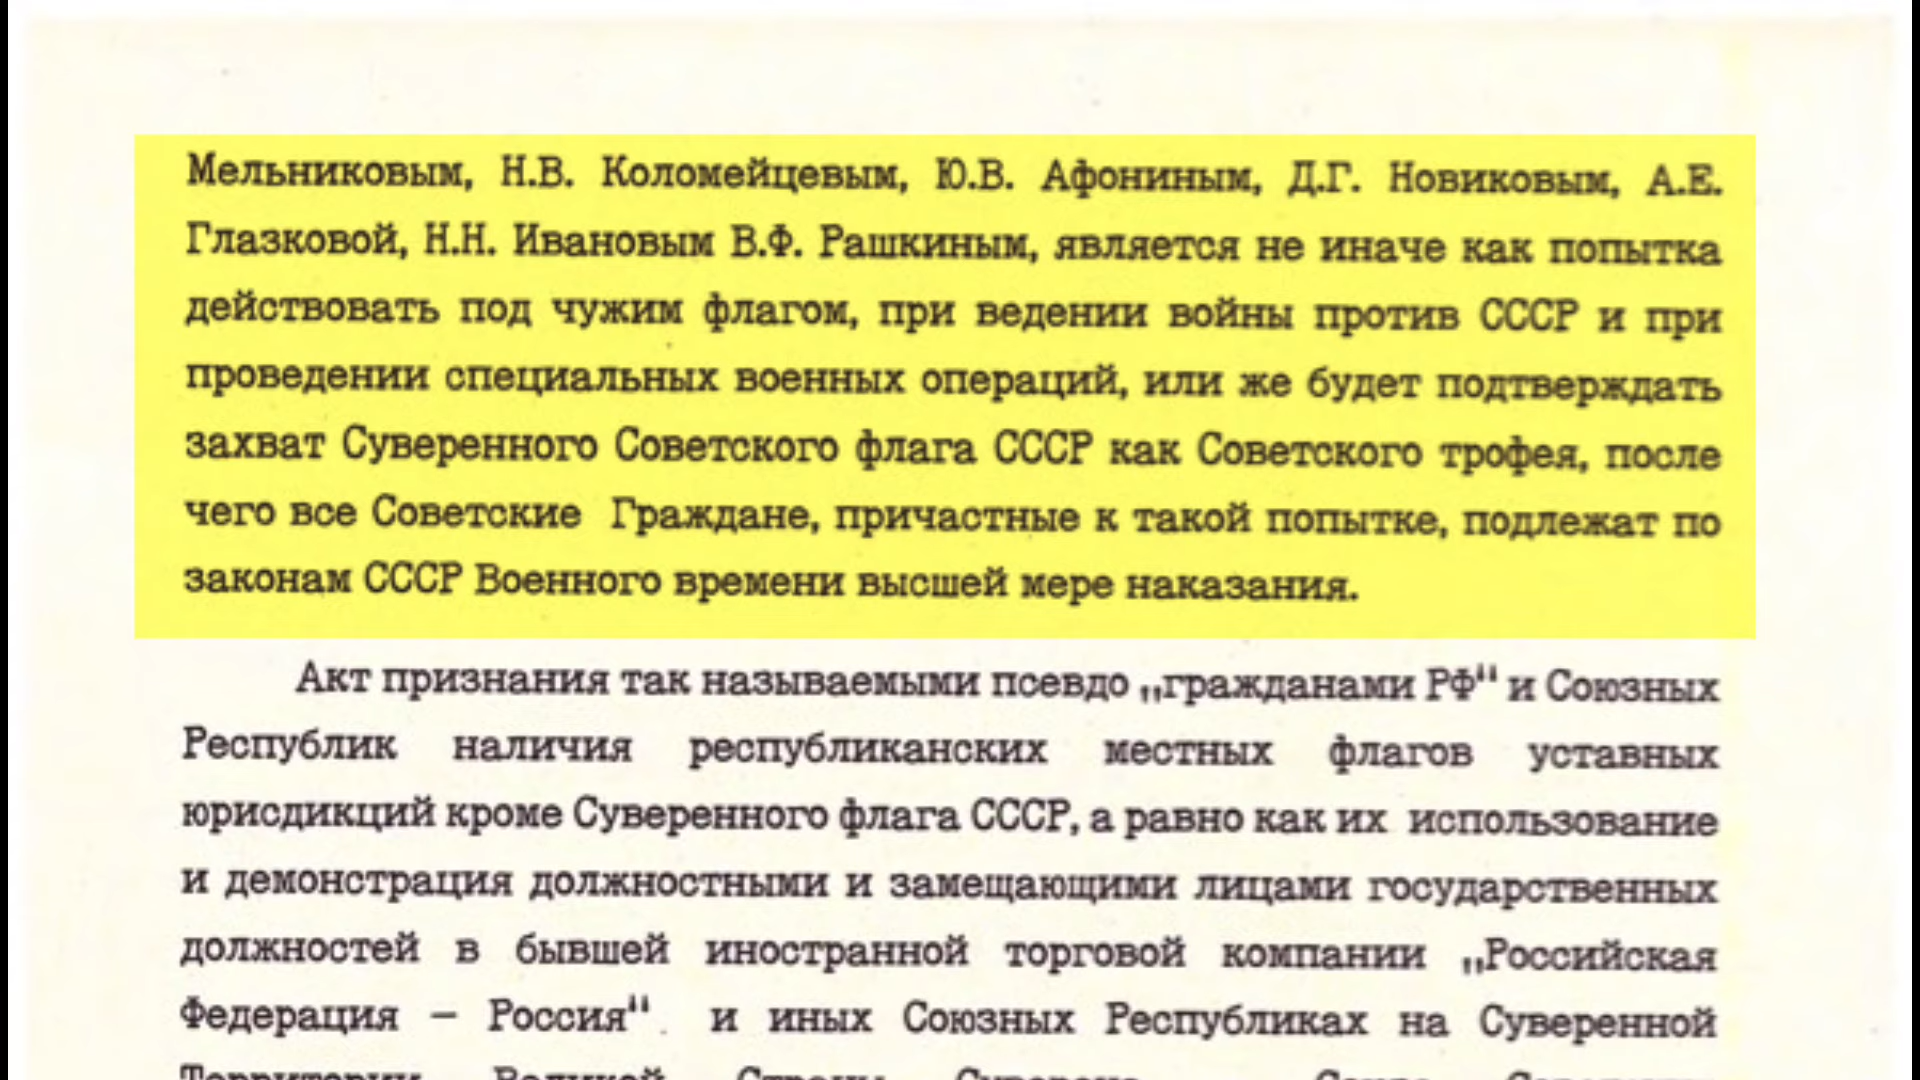 Мельниковым, Н.В. Коломейцевым, Ю.В. Афониным, Д.Г. Новиковым, А.Е.
Глазковой, Н.Н. Ивановым В.Ф. Рашкиным, является не иначе как попытка
действовать под чужим флагом, при ведении войны против СССР и при
проведении специальных военных операций, или же будет подтверждать
захват Суверенного Советского флага СССР как Советского трофея, после
чего все Советские Граждане, причастные к такой попытке, подлежат по
законам СССР Военного времени высшей мере наказания.
Акт признания так называемыми псевдо „гражданами РФ" и Союзных
Республик наличия республиканских местных флагов уставных
юрисдикций кроме Суверенного флага СССР, а равно как их использование
и демонстрация должностными и замещающими лицами государственных
должностей в бывшей иностранной торговой компании „Российская
Федерация – Россия" и иных Союзных Республиках на Суверенной
Территории Великой Страны Суверена Союза